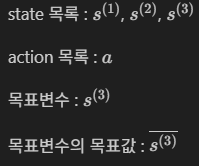 state 목록 : s⁽¹⁾, s⁽²⁾, s⁽³⁾
action 목록 : a
목표변수 : s⁽³⁾
목표변수의 목표값 : s̅⁽̅³̅⁾̅